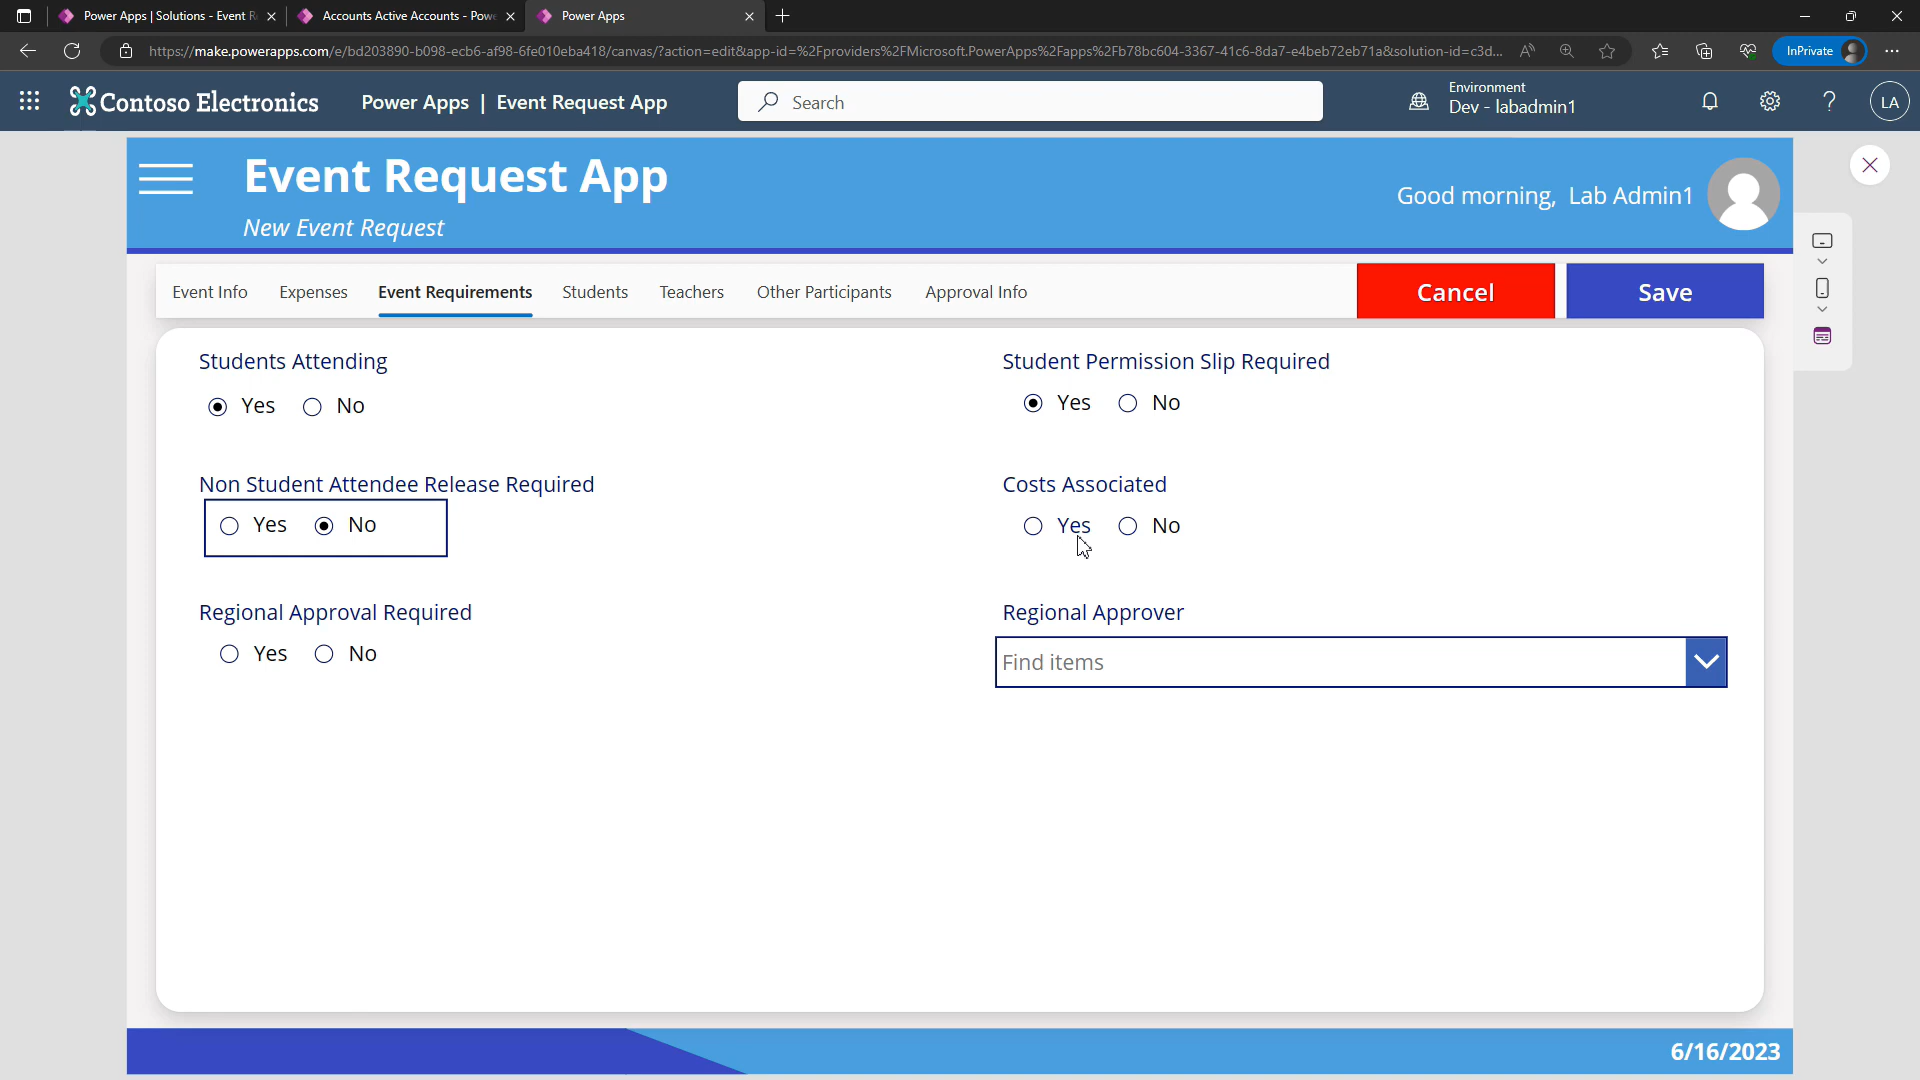 Power Apps | Solutions - Event R
Accounts Active Accounts - Pow
Power Apps
https://make.powerapps.com/e/bd203890-b098-ecb6-af98-6fe010eba418/canvas/?action=edit&app-id=%2Fproviders%2FMicrosoft.PowerApps%2Fapps%2Fb78bc604-3367-41c6-8da7-e4beb72eb71a&solution-id=c3d...
InPrivate
Contoso Electronics
Power Apps | Event Request App
Search
Environment
Dev - labadmin1
LA
Event Request App
New Event Request
Good morning, Lab Admin1
Event Info
Expenses
Event Requirements
Students
Teachers
Other Participants
Approval Info
Cancel
Save
Students Attending
Yes No
Student Permission Slip Required
Yes No
Non Student Attendee Release Required
Yes No
Costs Associated
Yes No
Regional Approval Required
Yes No
Regional Approver
Find items
6/16/2023